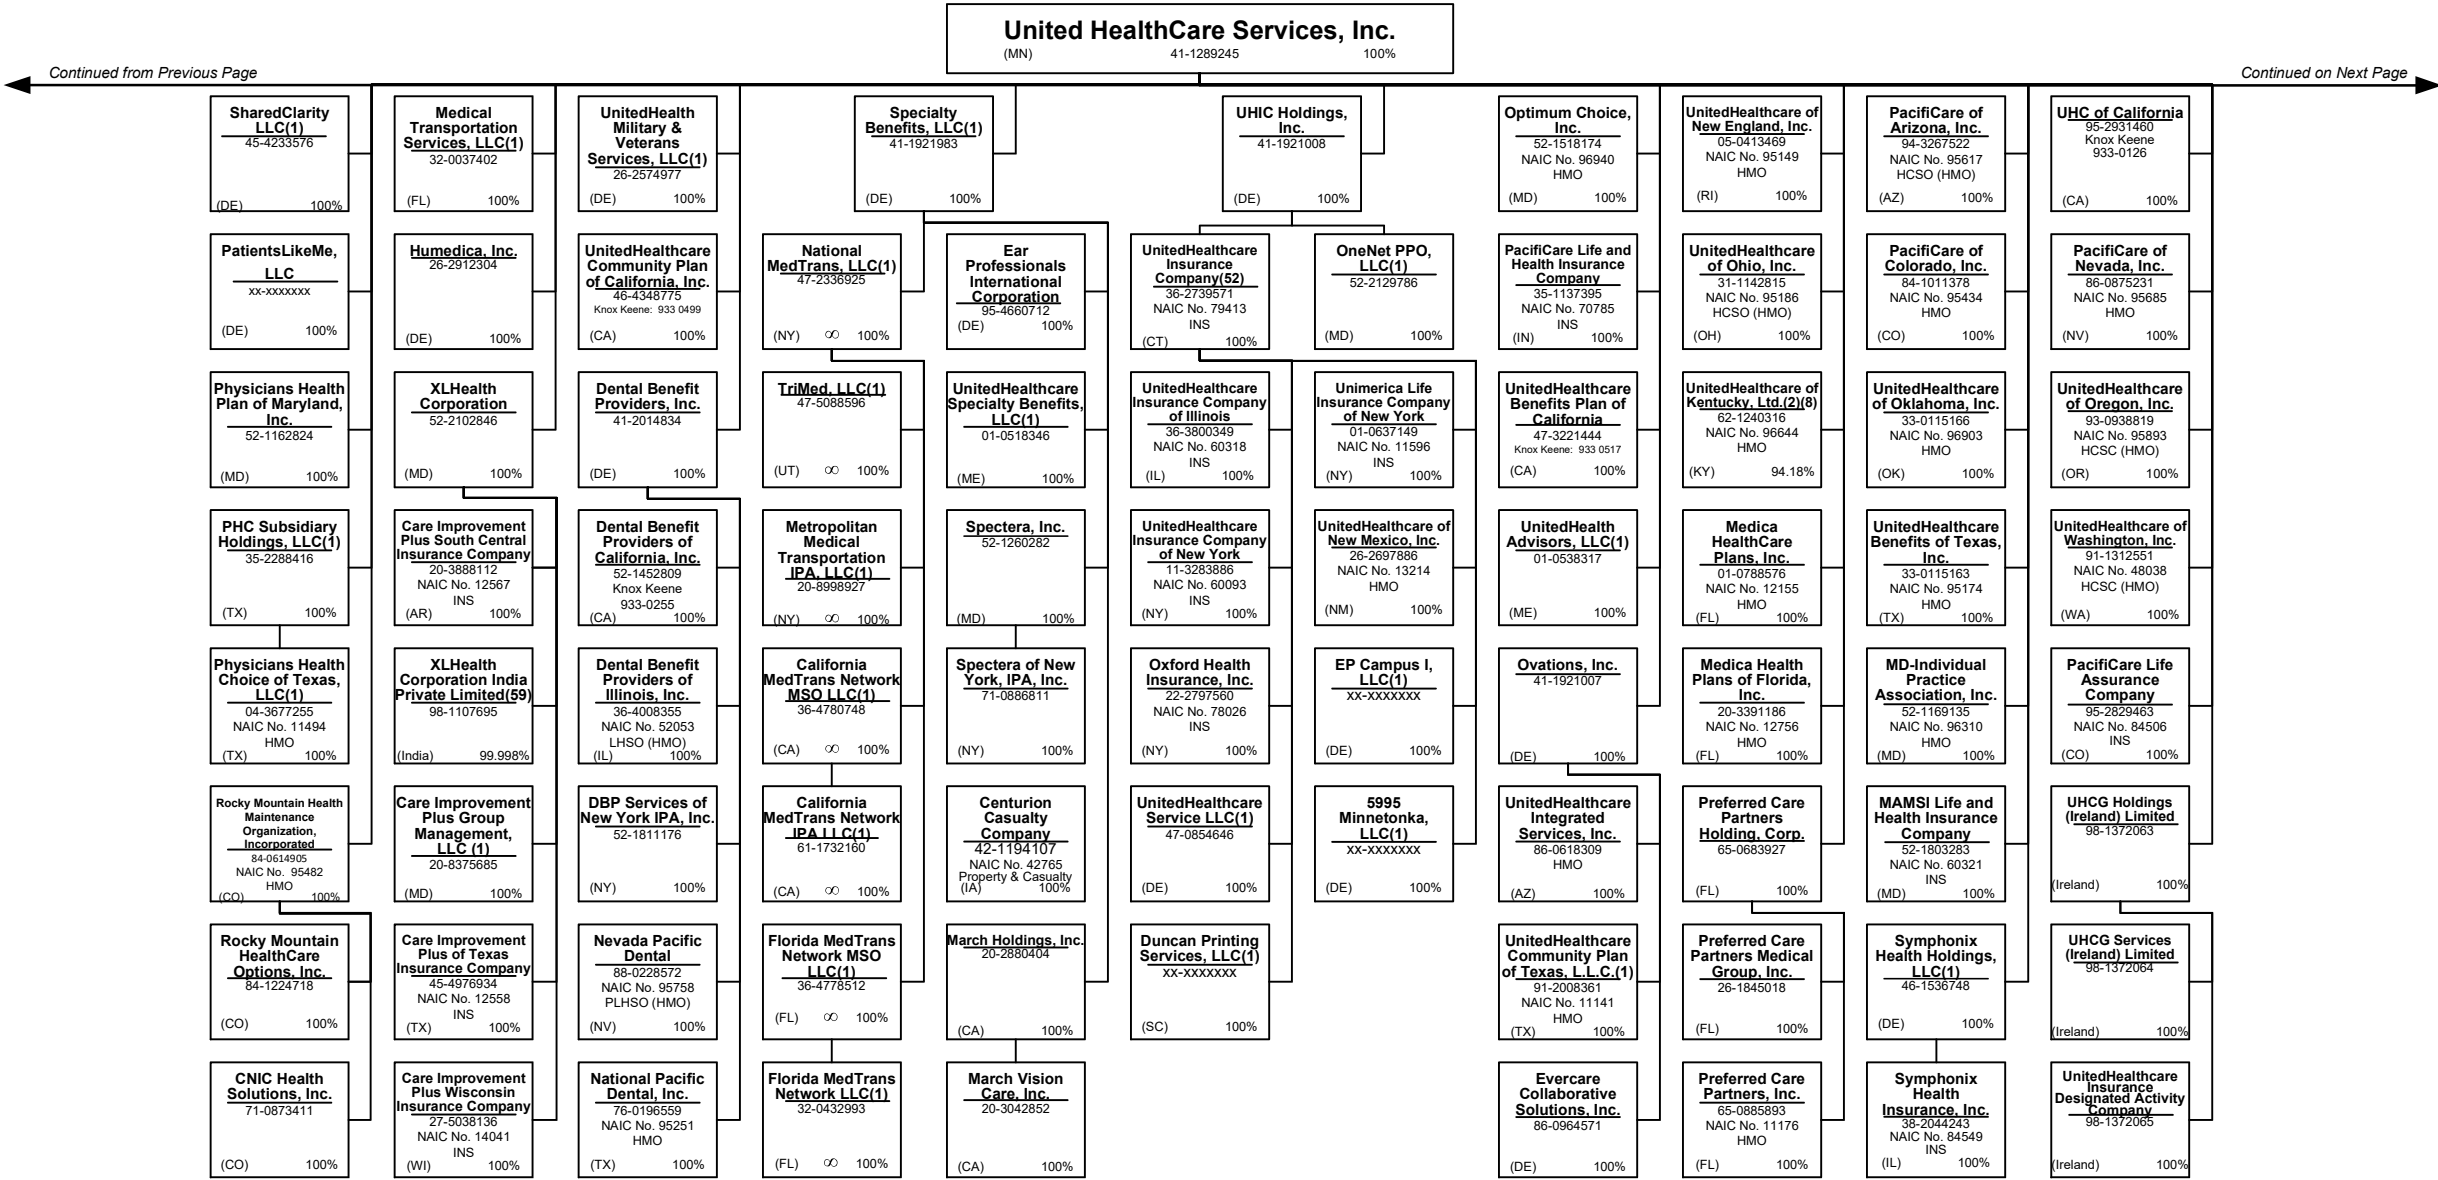 United HealthCare Services, Inc.
(MN) 41-1289245 100%
Continued from Previous Page
Continued on Next Page
SharedClarity
LLC(1)
45-4233576
(DE) 100%
Medical
Transportation
Services, LLC(1)
32-0037402
(FL) 100%
UnitedHealth
Military &
Veterans
Services, LLC(1)
26-2574977
(DE) 100%
Specialty
Benefits, LLC(1)
41-1921983
(DE) 100%
UHIC Holdings,
Inc.
41-1921008
(DE) 100%
Optimum Choice,
Inc.
52-1518174
NAIC No. 96940
HMO
(MD) 100%
UnitedHealthcare of
New England, Inc.
05-0413469
NAIC No. 95149
HMO
(RI) 100%
PacifiCare of
Arizona, Inc.
94-3267522
NAIC No. 95617
HCSO (HMO)
(AZ) 100%
UHC of California
95-2931460
Knox Keene
933-0126
(CA) 100%
PatientsLikeMe,
LLC
xx-xxxxxxx
(DE) 100%
Humedica, Inc.
26-2912304
(DE) 100%
UnitedHealthcare
Community Plan
of California, Inc.
46-4348775
Knox Keene: 933 0499
(CA) 100%
National
MedTrans, LLC(1)
47-2336925
(NY) ∞ 100%
Ear
Professionals
International
Corporation
95-4660712
(DE) 100%
UnitedHealthcare
Insurance
Company(52)
36-2739571
NAIC No. 79413
INS
(CT) 100%
OneNet PPO,
LLC(1)
52-2129786
(MD) 100%
PacifiCare Life and
Health Insurance
Company
35-1137395
NAIC No. 70785
INS
(IN) 100%
UnitedHealthcare
of Ohio, Inc.
31-1142815
NAIC No. 95186
HCSO (HMO)
(OH) 100%
PacifiCare of
Colorado, Inc.
84-1011378
NAIC No. 95434
HMO
(CO) 100%
PacifiCare of
Nevada, Inc.
86-0875231
NAIC No. 95685
HMO
(NV) 100%
Physicians Health
Plan of Maryland,
Inc.
52-1162824
(MD) 100%
XLHealth
Corporation
52-2102846
(MD) 100%
Dental Benefit
Providers, Inc.
41-2014834
(DE) 100%
TriMed, LLC(1)
47-5088596
(UT) ∞ 100%
UnitedHealthcare
Specialty Benefits,
LLC(1)
01-0518346
(ME) 100%
UnitedHealthcare
Insurance Company
of Illinois
36-3800349
NAIC No. 60318
INS
(IL) 100%
Unimerica Life
Insurance Company
of New York
01-0637149
NAIC No. 11596
INS
(NY) 100%
UnitedHealthcare
Benefits Plan of
California
47-3221444
Knox Keene: 933 0517
(CA) 100%
UnitedHealthcare of
Kentucky, Ltd.(2)(8)
62-1240316
NAIC No. 96644
HMO
(KY) 94.18%
UnitedHealthcare
of Oklahoma, Inc.
33-0115166
NAIC No. 96903
HMO
(OK) 100%
UnitedHealthcare
of Oregon, Inc.
93-0938819
NAIC No. 95893
HCSC (HMO)
(OR) 100%
PHC Subsidiary
Holdings, LLC(1)
35-2288416
(TX) 100%
Care Improvement
Plus South Central
Insurance Company
20-3888112
NAIC No. 12567
INS
(AR) 100%
Dental Benefit
Providers of
California, Inc.
52-1452809
Knox Keene
933-0255
(CA) 100%
Metropolitan
Medical
Transportation
IPA, LLC(1)
20-8998927
(NY) ∞ 100%
Spectera, Inc.
52-1260282
(MD) 100%
UnitedHealthcare
Insurance Company
of New York
11-3283886
NAIC No. 60093
INS
(NY) 100%
UnitedHealthcare of
New Mexico, Inc.
26-2697886
NAIC No. 13214
HMO
(NM) 100%
UnitedHealth
Advisors, LLC(1)
01-0538317
(ME) 100%
Medica
HealthCare
Plans, Inc.
01-0788576
NAIC No. 12155
HMO
(FL) 100%
UnitedHealthcare
Benefits of Texas,
Inc.
33-0115163
NAIC No. 95174
HMO
(TX) 100%
UnitedHealthcare of
Washington, Inc.
91-1312551
NAIC No. 48038
HCSC (HMO)
(WA) 100%
Physicians Health
Choice of Texas,
LLC(1)
04-3677255
NAIC No. 11494
HMO
(TX) 100%
XLHealth
Corporation India
Private Limited(59)
98-1107695
(India) 99.998%
Dental Benefit
Providers of
Illinois, Inc.
36-4008355
NAIC No. 52053
LHSO (HMO)
(IL) 100%
California
MedTrans Network
MSO LLC(1)
36-4780748
(CA) ∞ 100%
Spectera of New
York, IPA, Inc.
71-0886811
(NY) 100%
Oxford Health
Insurance, Inc.
22-2797560
NAIC No. 78026
INS
(NY) 100%
EP Campus I,
LLC(1)
xx-xxxxxxx
(DE) 100%
Ovations, Inc.
41-1921007
(DE) 100%
Medica Health
Plans of Florida,
Inc.
20-3391186
NAIC No. 12756
HMO
(FL) 100%
MD-Individual
Practice
Association, Inc.
52-1169135
NAIC No. 96310
HMO
(MD) 100%
PacifiCare Life
Assurance
Company
95-2829463
NAIC No. 84506
INS
(CO) 100%
Rocky Mountain Health
Maintenance
Organization,
Incorporated
84-0614905
NAIC No. 95482
HMO
(CO) 100%
Care Improvement
Plus Group
Management,
LLC (1)
20-8375685
(MD) 100%
DBP Services of
New York IPA, Inc.
52-1811176
(NY) 100%
California
MedTrans Network
IPA LLC(1)
61-1732160
(CA) ∞ 100%
Centurion
Casualty
Company
42-1194107
NAIC No. 42765
Property & Casualty
(IA) 100%
UnitedHealthcare
Service LLC(1)
47-0854646
(DE) 100%
5995
Minnetonka,
LLC(1)
xx-xxxxxxx
(DE) 100%
UnitedHealthcare
Integrated
Services, Inc.
86-0618309
HMO
(AZ) 100%
Preferred Care
Partners
Holding, Corp.
65-0683927
(FL) 100%
MAMSI Life and
Health Insurance
Company
52-1803283
NAIC No. 60321
INS
(MD) 100%
UHCG Holdings
(Ireland) Limited
98-1372063
(Ireland) 100%
Rocky Mountain
HealthCare
Options, Inc.
84-1224718
(CO) 100%
Care Improvement
Plus of Texas
Insurance Company
45-4976934
NAIC No. 12558
INS
(TX) 100%
Nevada Pacific
Dental
88-0228572
NAIC No. 95758
PLHSO (HMO)
(NV) 100%
Florida MedTrans
Network MSO
LLC(1)
36-4778512
(FL) ∞ 100%
March Holdings, Inc.
20-2880404
(CA) 100%
Duncan Printing
Services, LLC(1)
xx-xxxxxxx
(SC) 100%
UnitedHealthcare
Community Plan
of Texas, L.L.C.(1)
91-2008361
NAIC No. 11141
HMO
(TX) 100%
Preferred Care
Partners Medical
Group, Inc.
26-1845018
(FL) 100%
Symphonix
Health Holdings,
LLC(1)
46-1536748
(DE) 100%
UHCG Services
(Ireland) Limited
98-1372064
(Ireland) 100%
CNIC Health
Solutions, Inc.
71-0873411
(CO) 100%
Care Improvement
Plus Wisconsin
Insurance Company
27-5038136
NAIC No. 14041
INS
(WI) 100%
National Pacific
Dental, Inc.
76-0196559
NAIC No. 95251
HMO
(TX) 100%
Florida MedTrans
Network LLC(1)
32-0432993
(FL) ∞ 100%
March Vision
Care, Inc.
20-3042852
(CA) 100%
Evercare
Collaborative
Solutions, Inc.
86-0964571
(DE) 100%
Preferred Care
Partners, Inc.
65-0885893
NAIC No. 11176
HMO
(FL) 100%
Symphonix
Health
Insurance, Inc.
38-2044243
NAIC No. 84549
INS
(IL) 100%
UnitedHealthcare
Insurance
Designated Activity
Company
98-1372065
(Ireland) 100%